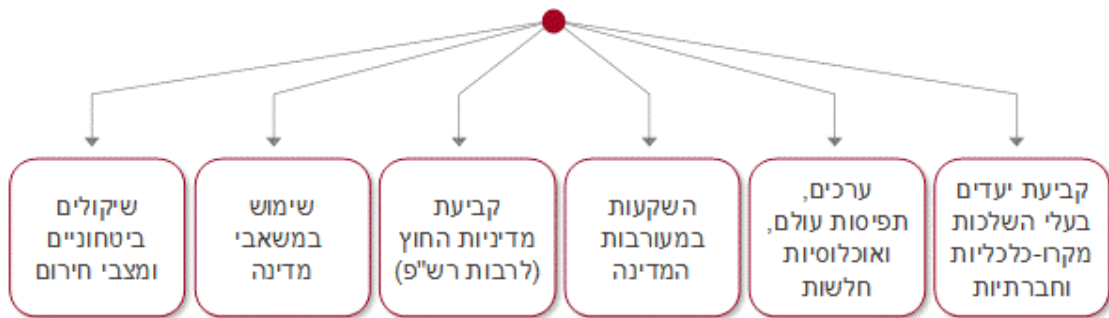 קביעת יעדים
בעלי השלכות
מקרו-כלכליות
וחברתיות
ערכים,
תפיסות עולם,
ואוכלוסיות
חלשות
השקעות
במעורבות
המדינה
קביעת
מדיניות החוץ
(לרבות רש"פ)
שימוש
במשאבי
מדינה
שיקולים
ביטחוניים
ומצבי חירום